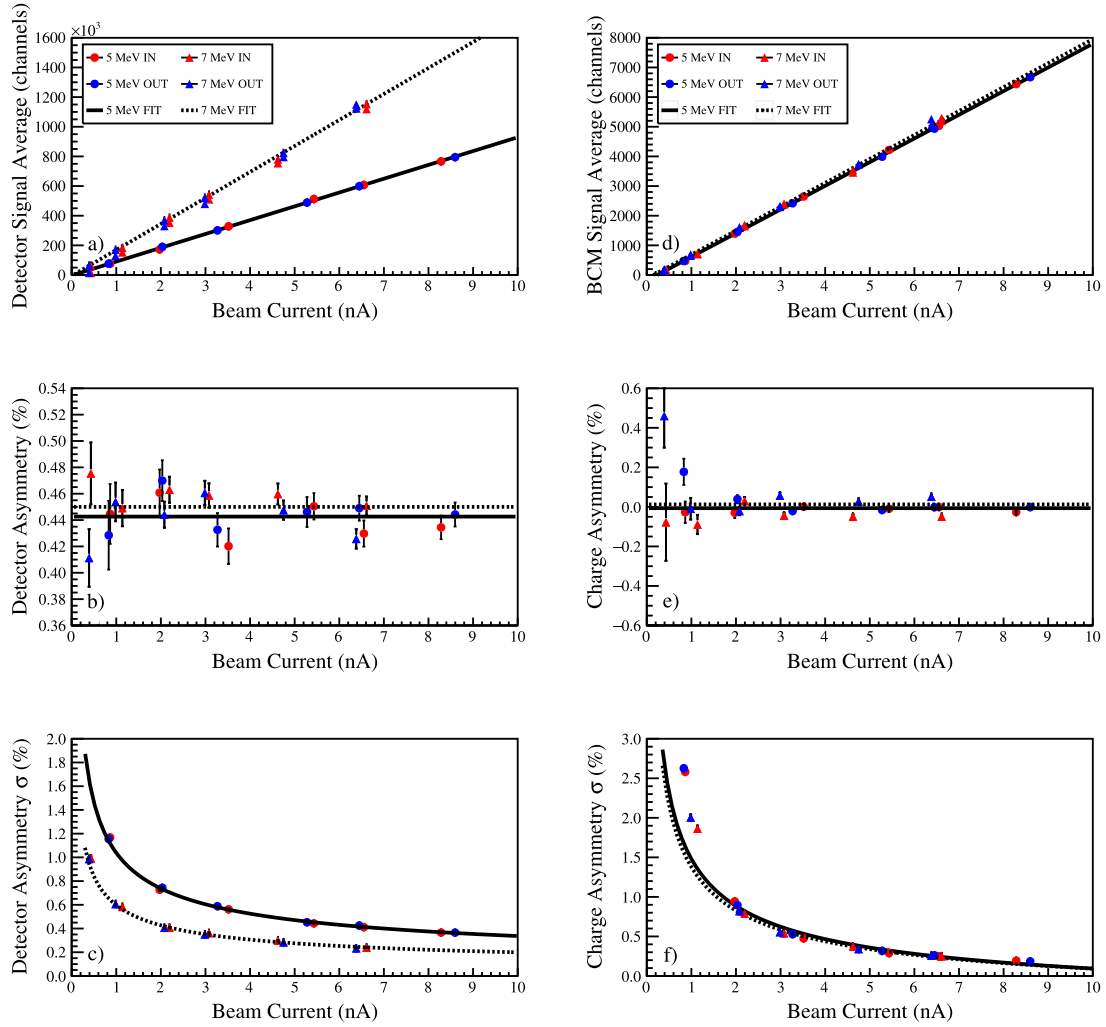 ×10³
Detector Signal Average (channels)
1600
1400
1200
1000
800
600
400
200
0
5 MeV IN
7 MeV IN
5 MeV OUT
7 MeV OUT
5 MeV FIT
7 MeV FIT
a)
0 1 2 3 4 5 6 7 8 9 10
Beam Current (nA)
BCM Signal Average (channels)
8000
7000
6000
5000
4000
3000
2000
1000
0
5 MeV IN
7 MeV IN
5 MeV OUT
7 MeV OUT
5 MeV FIT
7 MeV FIT
d)
0 1 2 3 4 5 6 7 8 9 10
Beam Current (nA)
Detector Asymmetry (%)
0.54
0.52
0.50
0.48
0.46
0.44
0.42
0.40
0.38
0.36
b)
0 1 2 3 4 5 6 7 8 9 10
Beam Current (nA)
Charge Asymmetry (%)
0.6
0.4
0.2
0.0
−0.2
−0.4
−0.6
e)
0 1 2 3 4 5 6 7 8 9 10
Beam Current (nA)
Detector Asymmetry σ (%)
2.0
1.8
1.6
1.4
1.2
1.0
0.8
0.6
0.4
0.2
0.0
c)
0 1 2 3 4 5 6 7 8 9 10
Beam Current (nA)
Charge Asymmetry σ (%)
3.0
2.5
2.0
1.5
1.0
0.5
0.0
f)
0 1 2 3 4 5 6 7 8 9 10
Beam Current (nA)